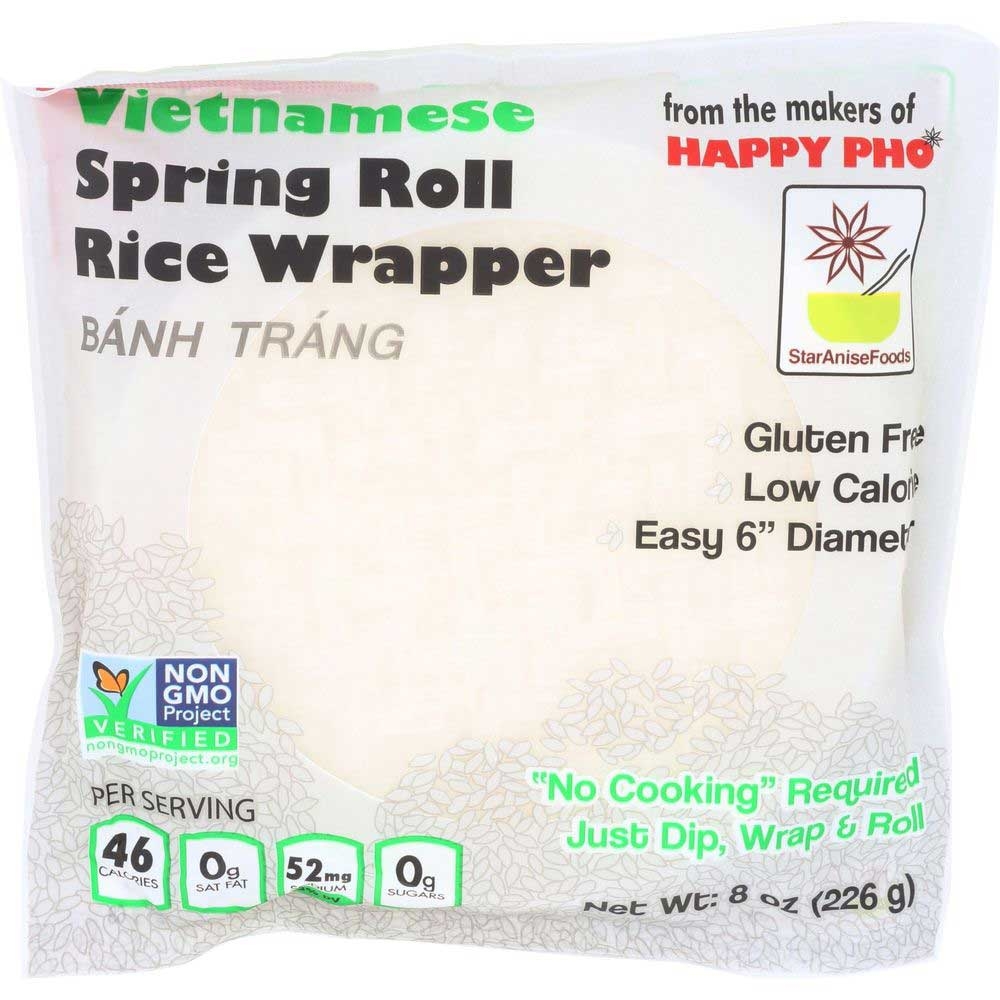 Vietnamese
Spring Roll
Rice Wrapper
BÁNH TRÁNG
from the makers of
HAPPY PHO
StarAniseFoods
Gluten Free
Low Calorie
Easy 6” Diamet
NON
GMO
Project
VERIFIED
nongmoproject.org
PER SERVING
46
CALORIES
0g
SAT FAT
52mg
0g
SUGARS
“No Cooking” Required
Just Dip, Wrap & Roll
Net Wt: 8 oz (226 g)